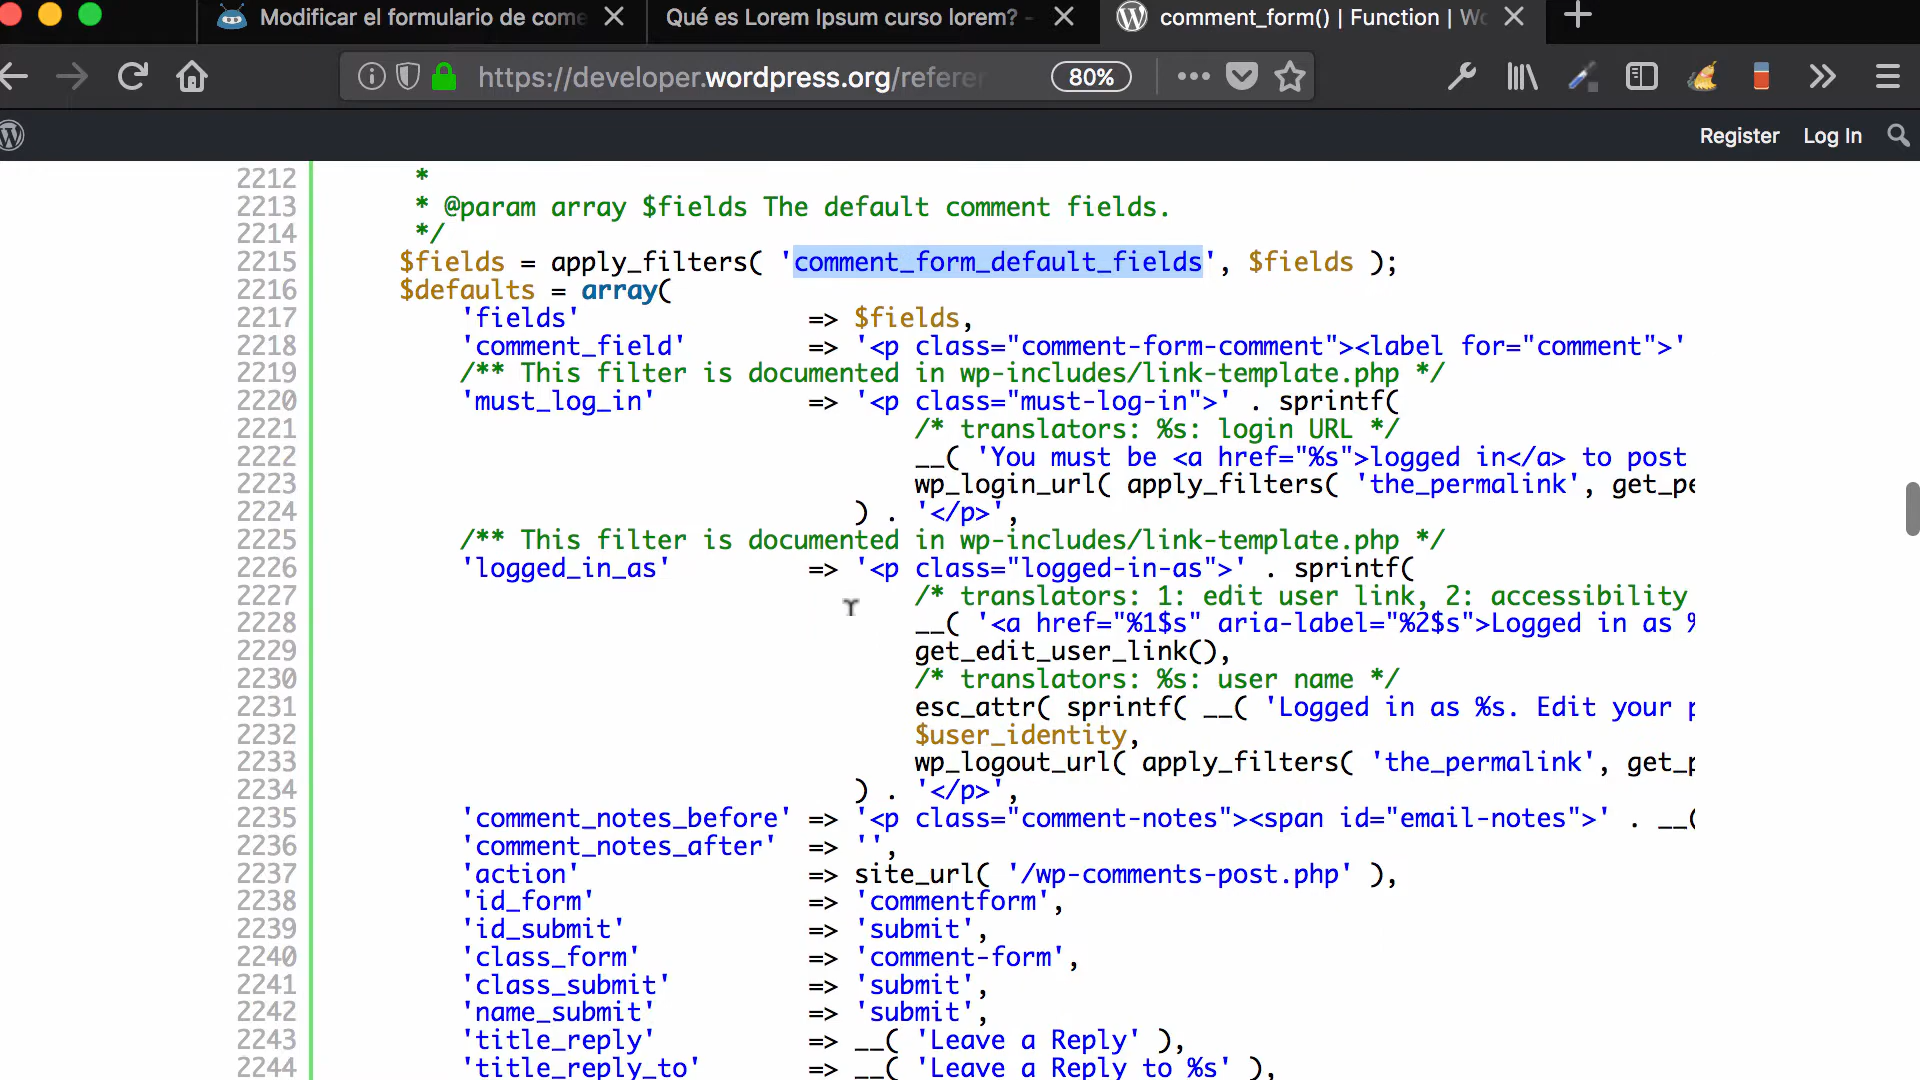 Modificar el formulario de come
Qué es Lorem Ipsum curso lorem? -
comment_form() | Function | Wo
https://developer.wordpress.org/referen
80%
Register
Log In
2212 *
2213 * @param array $fields The default comment fields.
2214 */
2215 $fields = apply_filters( 'comment_form_default_fields', $fields );
2216 $defaults = array(
2217 'fields' => $fields,
2218 'comment_field' => '<p class="comment-form-comment"><label for="comment">'
2219 /** This filter is documented in wp-includes/link-template.php */
2220 'must_log_in' => '<p class="must-log-in">' . sprintf(
2221 /* translators: %s: login URL */
2222 __( 'You must be <a href="%s">logged in</a> to post
2223 wp_login_url( apply_filters( 'the_permalink', get_pe
2224 ) . '</p>',
2225 /** This filter is documented in wp-includes/link-template.php */
2226 'logged_in_as' => '<p class="logged-in-as">' . sprintf(
2227 /* translators: 1: edit user link, 2: accessibility
2228 __( '<a href="%1$s" aria-label="%2$s">Logged in as %
2229 get_edit_user_link(),
2230 /* translators: %s: user name */
2231 esc_attr( sprintf( __( 'Logged in as %s. Edit your p
2232 $user_identity,
2233 wp_logout_url( apply_filters( 'the_permalink', get_p
2234 ) . '</p>',
2235 'comment_notes_before' => '<p class="comment-notes"><span id="email-notes">' . __(
2236 'comment_notes_after' => '',
2237 'action' => site_url( '/wp-comments-post.php' ),
2238 'id_form' => 'commentform',
2239 'id_submit' => 'submit',
2240 'class_form' => 'comment-form',
2241 'class_submit' => 'submit',
2242 'name_submit' => 'submit',
2243 'title_reply' => __( 'Leave a Reply' ),
2244 'title_reply_to' => __( 'Leave a Reply to %s' ),